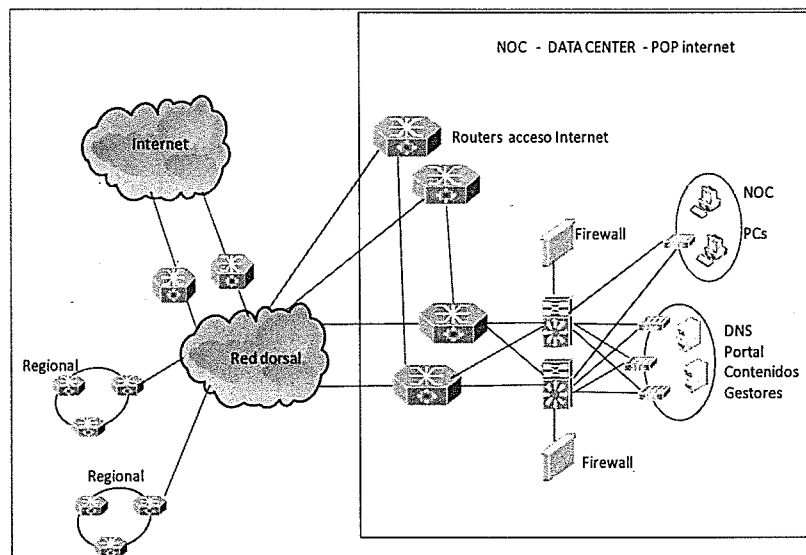 NOC - DATA CENTER - POP internet
Internet
Routers acceso Internet
NOC
PCs
Firewall
DNS
Portal
Contenidos
Gestores
Red dorsal
Regional
Regional
Firewall